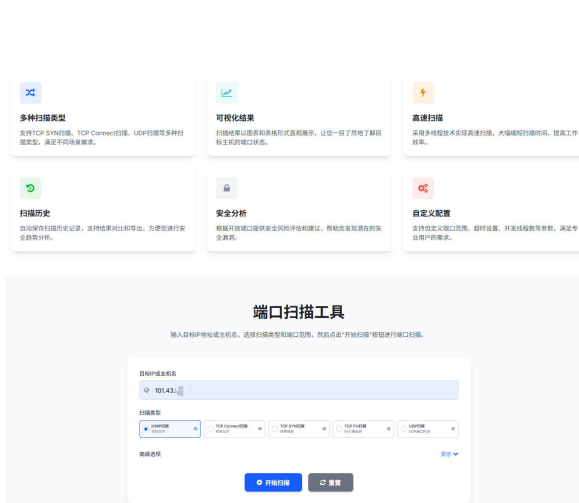 多种扫描类型
支持TCP SYN扫描、TCP Connect扫描、UDP扫描等多种扫
描类型，满足不同场景需求。
可视化结果
扫描结果以图表和表格形式直观展示，让您一目了然地了解目
标主机的端口状态。
高速扫描
采用多线程技术实现高速扫描，大幅缩短扫描时间，提高工作
效率。
扫描历史
自动保存扫描历史记录，支持结果对比和导出，方便您进行安
全趋势分析。
安全分析
根据开放端口提供安全风险评估和建议，帮助您发现潜在的安
全漏洞。
自定义配置
支持自定义端口范围、超时设置、并发线程数等参数，满足专
业用户的需求。
端口扫描工具
输入目标IP地址或主机名，选择扫描类型和端口范围，然后点击"开始扫描"按钮进行端口扫描。
目标IP或主机名
101.43.
扫描类型
ICMP扫描
TCP Connect扫描
TCP SYN扫描
TCP Fin扫描
UDP扫描
高级选项
显示
开始扫描
重置